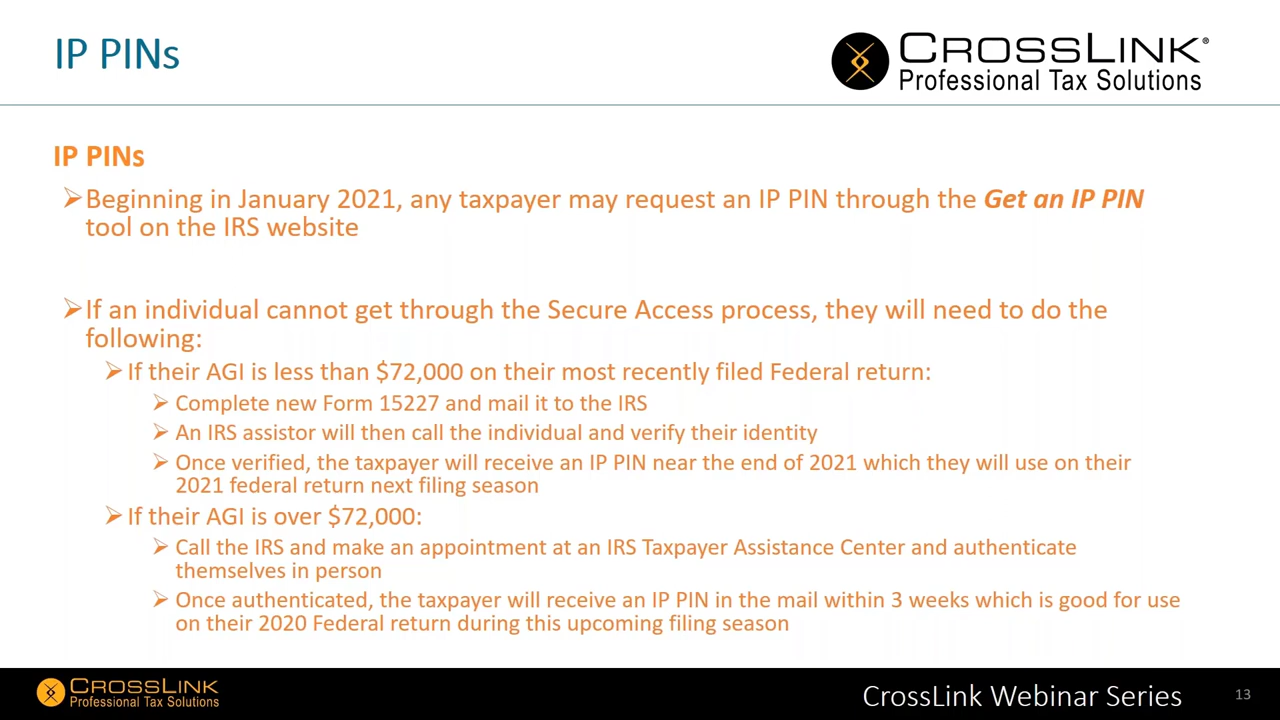 IP PINs
CROSSLINK®
Professional Tax Solutions
IP PINs
Beginning in January 2021, any taxpayer may request an IP PIN through the Get an IP PIN
tool on the IRS website
If an individual cannot get through the Secure Access process, they will need to do the
following:
If their AGI is less than $72,000 on their most recently filed Federal return:
Complete new Form 15227 and mail it to the IRS
An IRS assistor will then call the individual and verify their identity
Once verified, the taxpayer will receive an IP PIN near the end of 2021 which they will use on their
2021 federal return next filing season
If their AGI is over $72,000:
Call the IRS and make an appointment at an IRS Taxpayer Assistance Center and authenticate
themselves in person
Once authenticated, the taxpayer will receive an IP PIN in the mail within 3 weeks which is good for use
on their 2020 Federal return during this upcoming filing season
CROSSLINK
Professional Tax Solutions
CrossLink Webinar Series
13